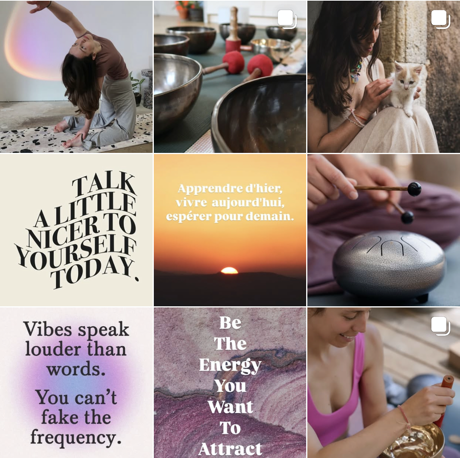 TALK
A LITTLE
NICER TO
YOURSELF
TODAY.
Apprendre d'hier,
vivre aujourd'hui,
espérer pour demain.
Vibes speak
louder than
words.
You can't
fake the
frequency.
Be
The
Energy
You
Want
To
Attract